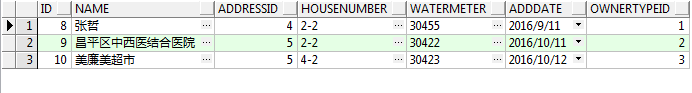 ID NAME ADDRESSID HOUSENUMBER WATERMETER ADDDATE OWNERTYPEID
1 8 张哲 … 4 2-2 … 30455 … 2016/9/11 1
2 9 昌平区中西医结合医院 … 5 2-2 … 30422 … 2016/10/11 2
3 10 美廉美超市 … 5 4-2 … 30423 … 2016/10/12 3